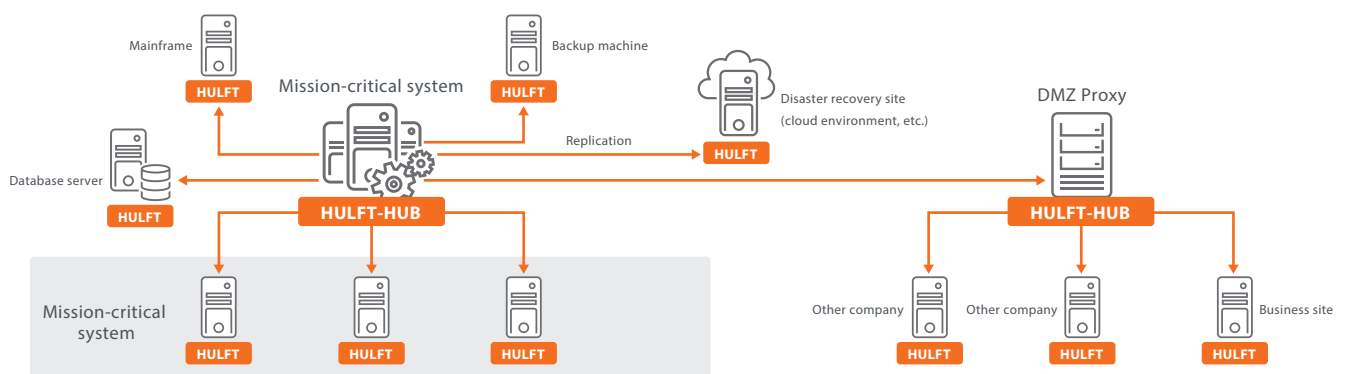 Mainframe
HULFT
Mission-critical system
Backup machine
HULFT
Disaster recovery site
(cloud environment, etc.)
HULFT
DMZ Proxy
Replication
Database server
HULFT
HULFT-HUB
HULFT-HUB
Mission-critical
system
HULFT
HULFT
HULFT
Other company
HULFT
Other company
HULFT
Business site
HULFT